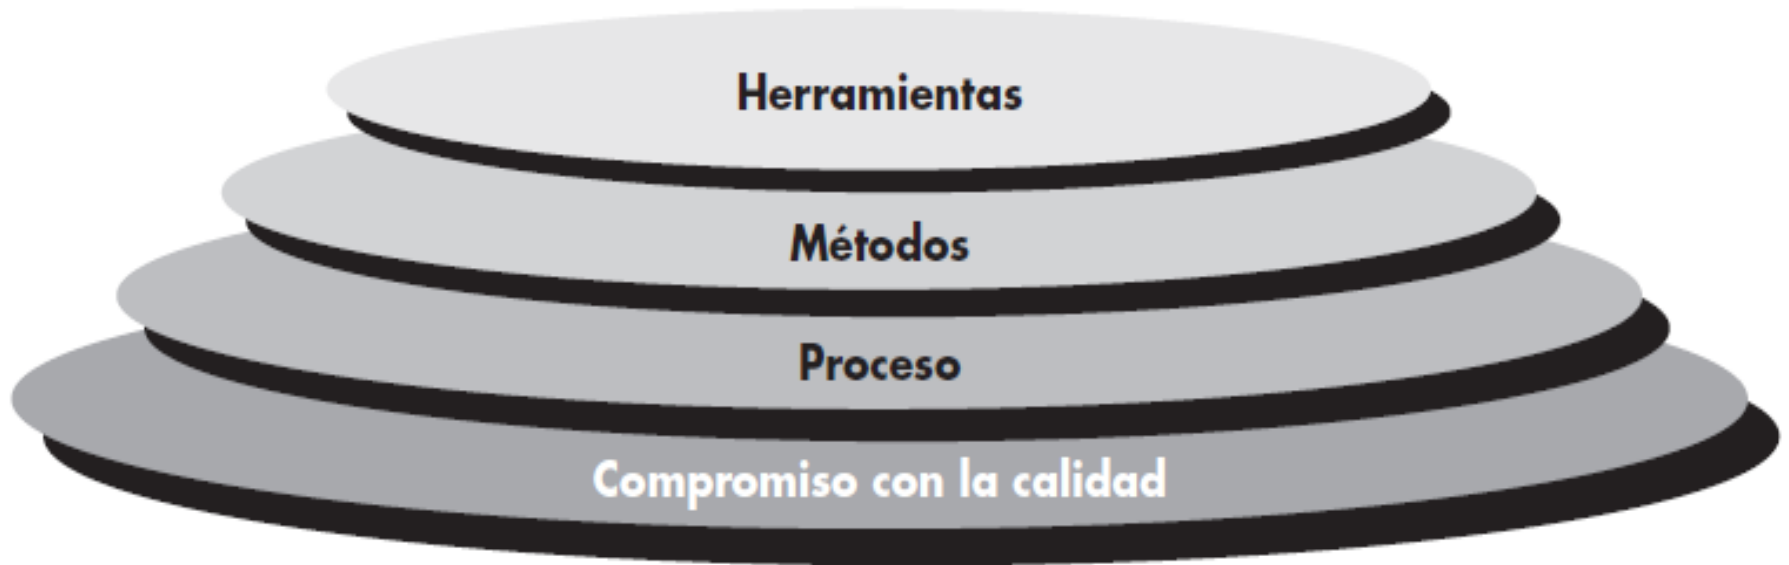 Herramientas
Métodos
Proceso
Compromiso con la calidad